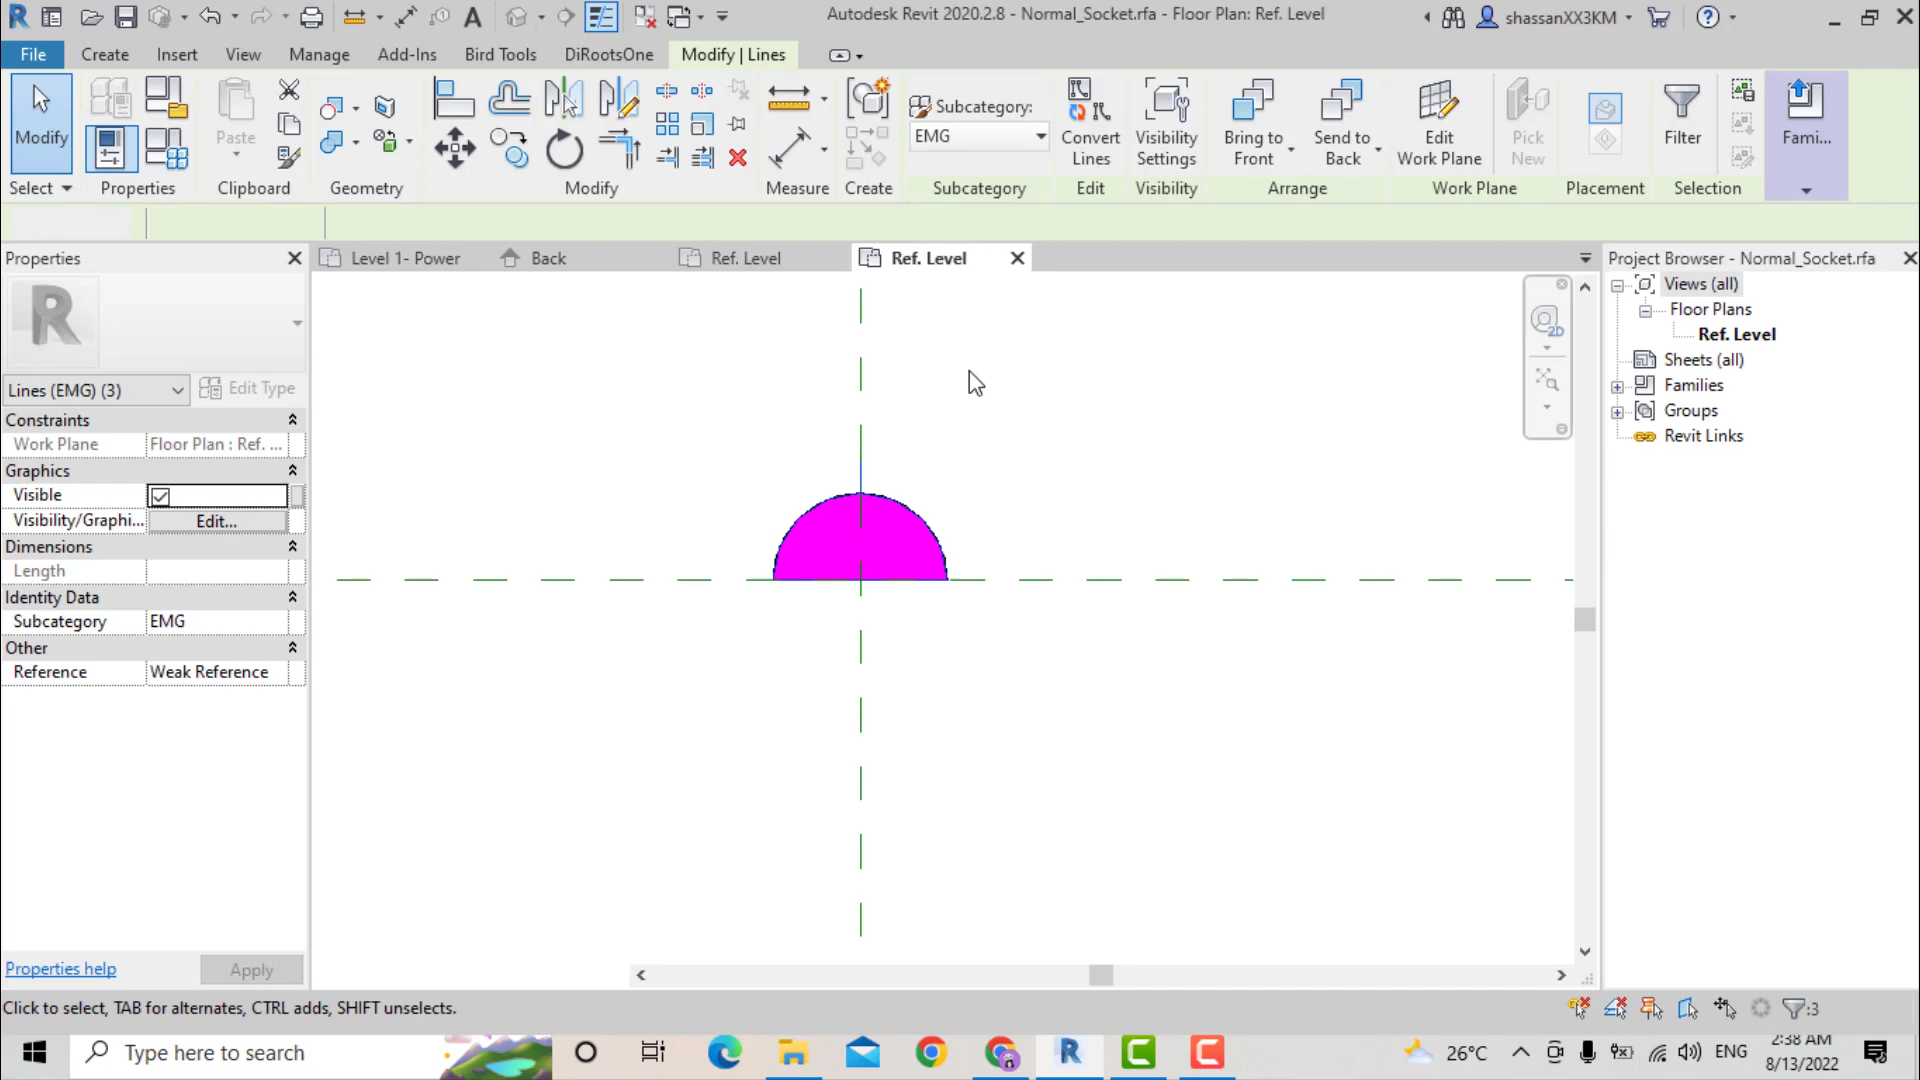 Autodesk Revit 2020.2.8 - Normal_Socket.rfa - Floor Plan: Ref. Level
shassanXX3KM
File
Create
Insert
View
Manage
Add-Ins
Bird Tools
DiRootsOne
Modify | Lines
Modify
Paste
Subcategory:
EMG
Convert
Lines
Visibility
Settings
Bring to
Front
Send to
Back
Edit
Work Plane
Pick
New
Filter
Fami...
Select
Properties
Clipboard
Geometry
Modify
Measure
Create
Subcategory
Edit
Visibility
Arrange
Work Plane
Placement
Selection
Properties
Level 1- Power
Back
Ref. Level
Ref. Level
Project Browser - Normal_Socket.rfa
R
Lines (EMG) (3)
Edit Type
Constraints
Work Plane
Floor Plan : Ref. ...
Graphics
Visible
Visibility/Graphi...
Edit...
Dimensions
Length
Identity Data
Subcategory
EMG
Other
Reference
Weak Reference
2D
Views (all)
Floor Plans
Ref. Level
Sheets (all)
Families
Groups
Revit Links
Properties help
Apply
Click to select, TAB for alternates, CTRL adds, SHIFT unselects.
:3
Type here to search
26°C
ENG
2:38 AM
8/13/2022